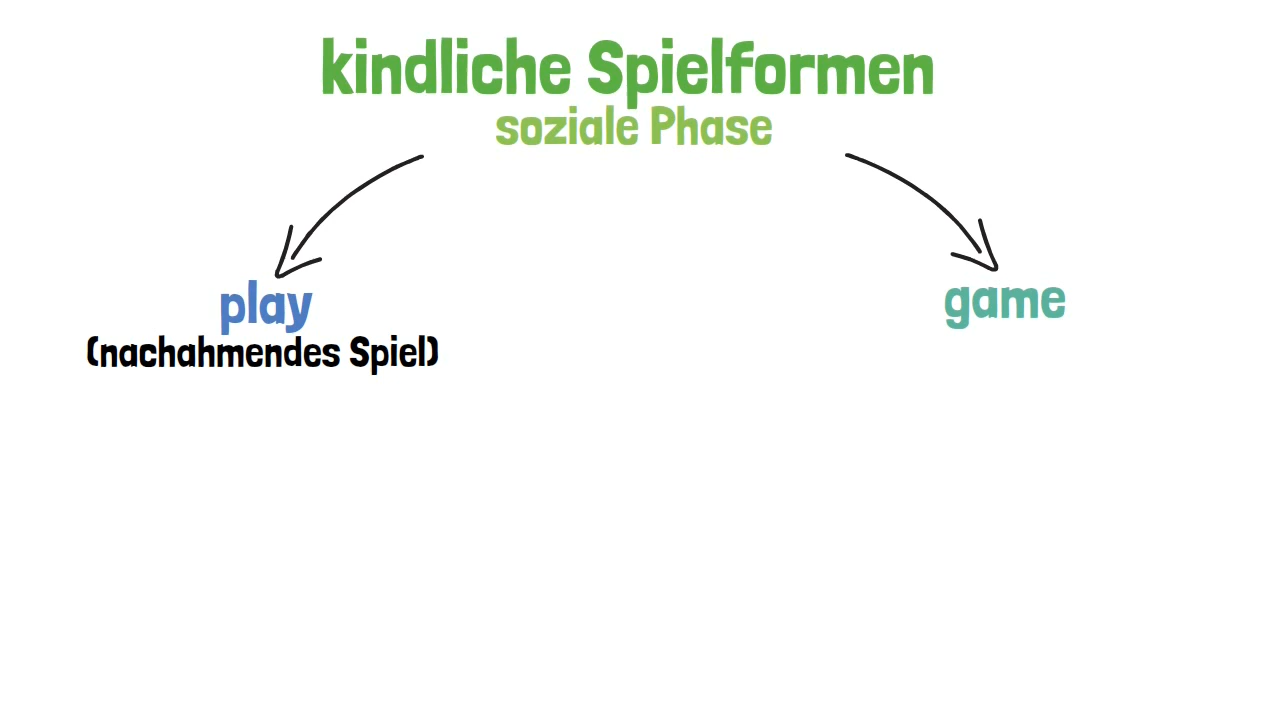 kindliche Spielformen
soziale Phase
play
(nachahmendes Spiel)
game